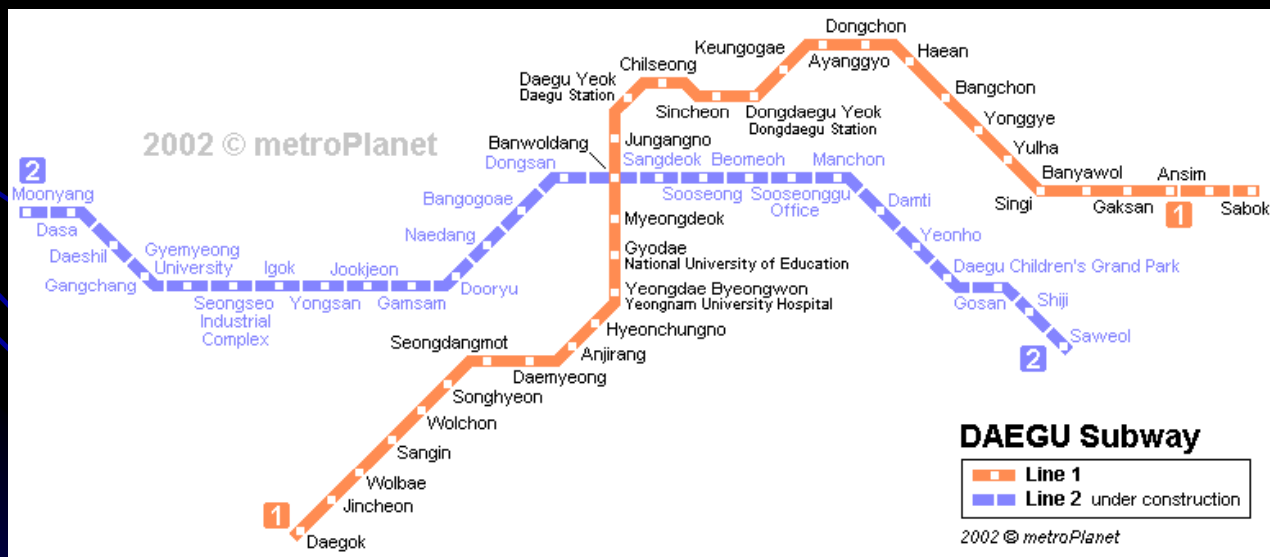 Dongchon
Keungogae
Ayanggyo
Haean
Chilseong
Daegu Yeok
Daegu Station
Bangchon
Sincheon
Dongdaegu Yeok
Dongdaegu Station
Yonggye
2002 © metroPlanet
Banwoldang
Jungangno
Yulha
2
Moonyang
Dongsan
Sangdeok
Beomeoh
Manchon
Banyawol
Ansim
Dasa
Bangogoae
Sooseong
Sooseonggu
Office
Damti
Singi
Gaksan
1
Sabok
Daeshil
Naedang
Myeongdeok
Yeonho
Gyemyeong
University
Igok
Jookjeon
Gyodae
National University of Education
Daegu Children's Grand Park
Gangchang
Seongseo
Industrial
Complex
Yongsan
Gamsam
Dooryu
Yeongdae Byeongwon
Yeongnam University Hospital
Gosan
Shiji
Hyeonchungno
Saweol
2
Seongdangmot
Anjirang
Daemyeong
Songhyeon
Wolchon
Sangin
Wolbae
Jincheon
1
Daegok
DAEGU Subway
Line 1
Line 2 under construction
2002 © metroPlanet